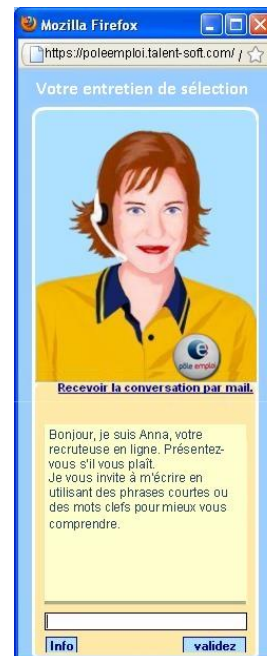 Mozilla Firefox
https://poleemploi.talent-soft.com/
Votre entretien de sélection
pôle emploi
Recevoir la conversation par mail.
Bonjour, je suis Anna, votre
recruteuse en ligne. Présentez-
vous s'il vous plaît.
Je vous invite à m'écrire en
utilisant des phrases courtes ou
des mots clefs pour mieux vous
comprendre.
Info
validez